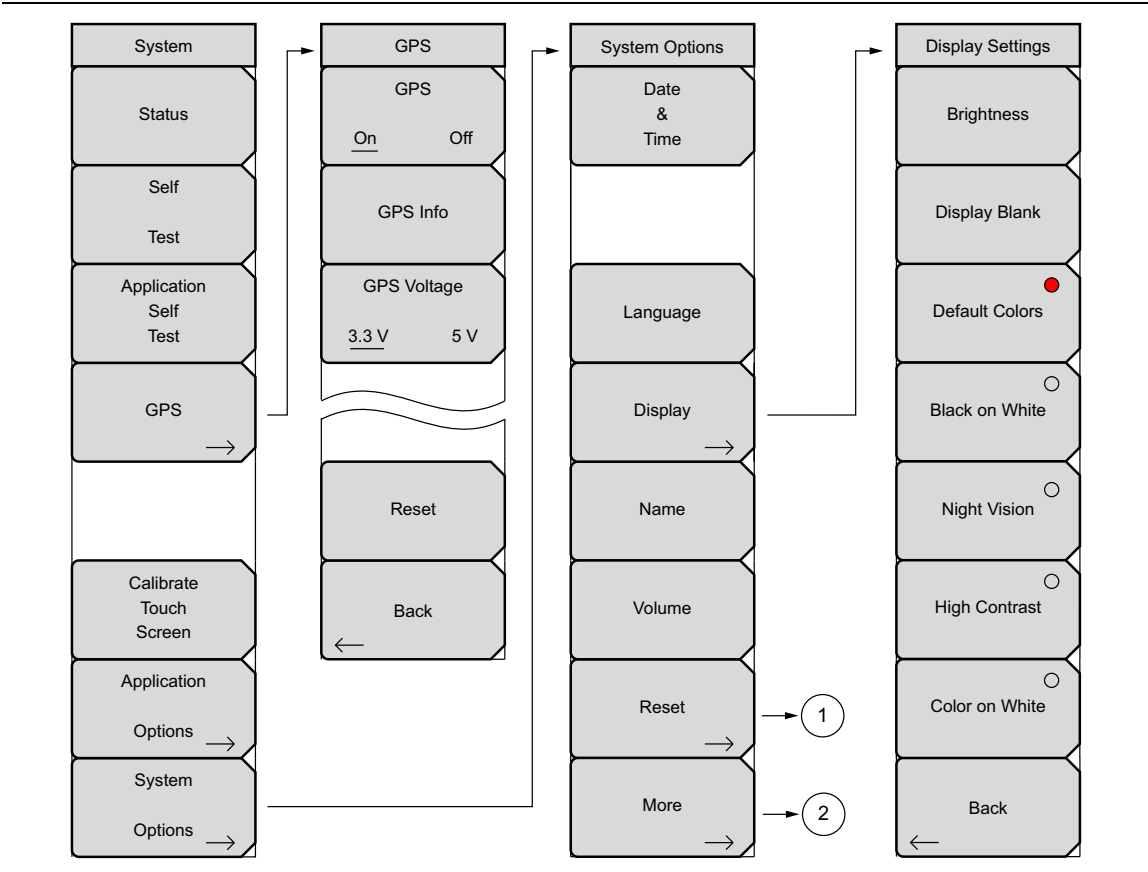 System
Status
Self
Test
Application
Self
Test
GPS
Calibrate
Touch
Screen
Application
Options
System
Options
GPS
GPS
On Off
GPS Info
GPS Voltage
3.3 V 5 V
Reset
Back
System Options
Date
&
Time
Language
Display
Name
Volume
Reset
1
More
2
Display Settings
Brightness
Display Blank
Default Colors
Black on White
Night Vision
High Contrast
Color on White
Back